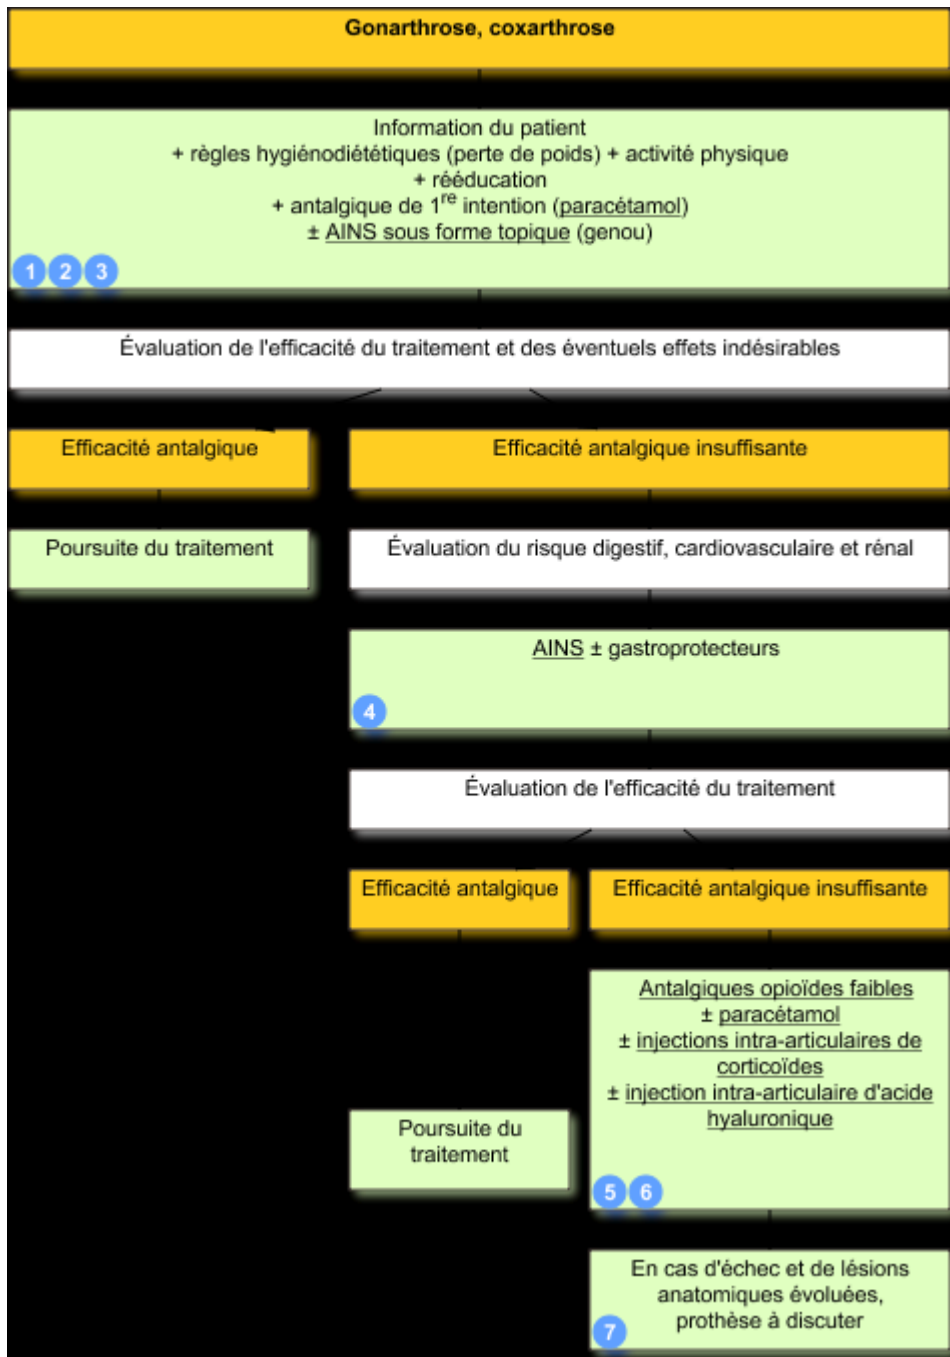 Gonarthrose, coxarthrose
Information du patient
+ règles hygiénodiététiques (perte de poids) + activité physique
+ rééducation
+ antalgique de 1re intention (paracétamol)
± AINS sous forme topique (genou)
1 2 3
Évaluation de l'efficacité du traitement et des éventuels effets indésirables
Efficacité antalgique
Efficacité antalgique insuffisante
Poursuite du traitement
Évaluation du risque digestif, cardiovasculaire et rénal
AINS ± gastroprotecteurs
4
Évaluation de l'efficacité du traitement
Efficacité antalgique
Efficacité antalgique insuffisante
Poursuite du
traitement
Antalgiques opioïdes faibles
± paracétamol
± injections intra-articulaires de
corticoïdes
± injection intra-articulaire d'acide
hyaluronique
5 6
En cas d'échec et de lésions
anatomiques évoluées,
prothèse à discuter
7